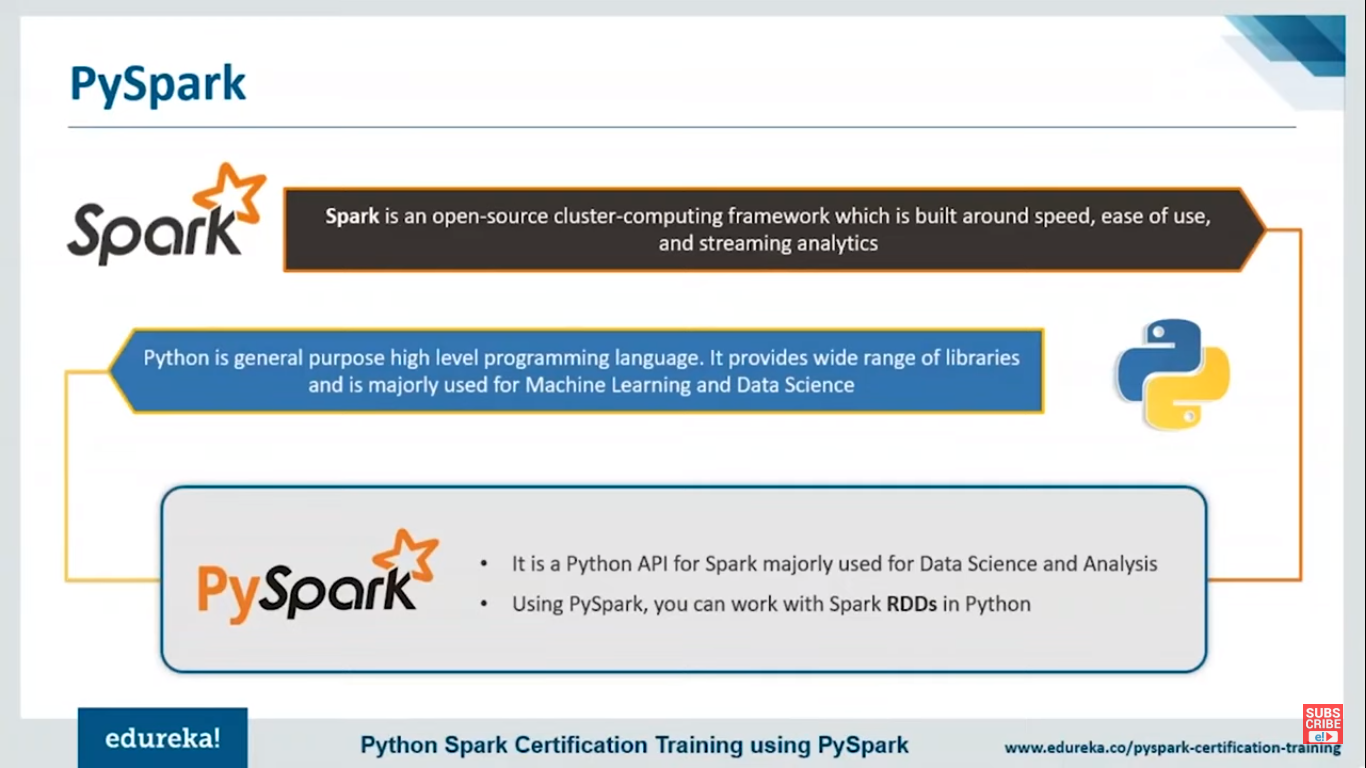 PySpark
Spark
Spark is an open-source cluster-computing framework which is built around speed, ease of use,
and streaming analytics
Python is general purpose high level programming language. It provides wide range of libraries
and is majorly used for Machine Learning and Data Science
PySpark
• It is a Python API for Spark majorly used for Data Science and Analysis
• Using PySpark, you can work with Spark RDDs in Python
edureka!
Python Spark Certification Training using PySpark
www.edureka.co/pyspark-certification-training
SUBS
CRIBE
e!